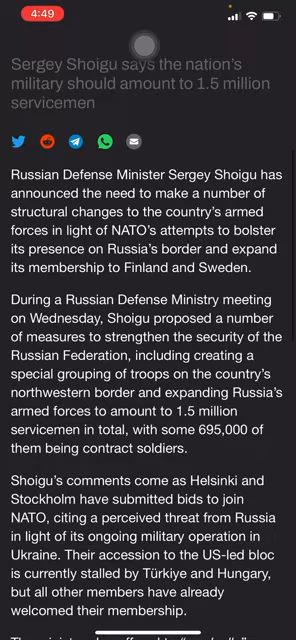 4:49
Sergey Shoigu says the nation's
military should amount to 1.5 million
servicemen
Russian Defense Minister Sergey Shoigu has
announced the need to make a number of
structural changes to the country's armed
forces in light of NATO's attempts to bolster
its presence on Russia's border and expand
its membership to Finland and Sweden.
During a Russian Defense Ministry meeting
on Wednesday, Shoigu proposed a number
of measures to strengthen the security of the
Russian Federation, including creating a
special grouping of troops on the country's
northwestern border and expanding Russia's
armed forces to amount to 1.5 million
servicemen in total, with some 695,000 of
them being contract soldiers.
Shoigu's comments come as Helsinki and
Stockholm have submitted bids to join
NATO, citing a perceived threat from Russia
in light of its ongoing military operation in
Ukraine. Their accession to the US-led bloc
is currently stalled by Türkiye and Hungary,
but all other members have already
welcomed their membership.